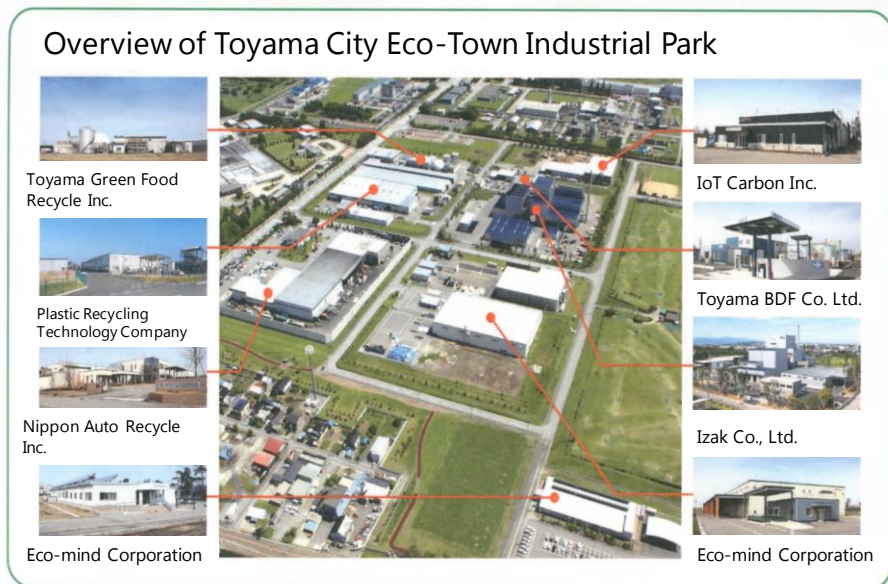 Overview of Toyama City Eco-Town Industrial Park
Toyama Green Food
Recycle Inc.
Plastic Recycling
Technology Company
Nippon Auto Recycle
Inc.
Eco-mind Corporation
IoT Carbon Inc.
Toyama BDF Co. Ltd.
Izak Co., Ltd.
Eco-mind Corporation